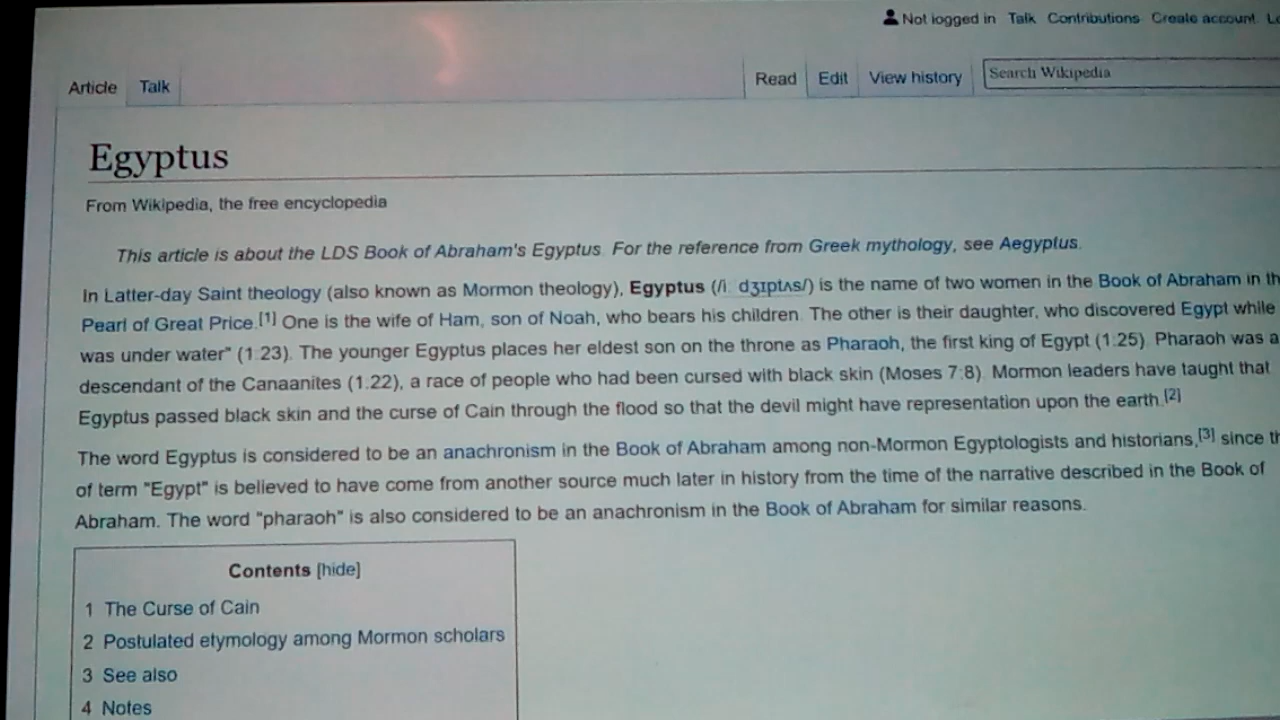 Not logged in Talk Contributions Create account
Article Talk Read Edit View history Search Wikipedia
Egyptus
From Wikipedia, the free encyclopedia
This article is about the LDS Book of Abraham's Egyptus. For the reference from Greek mythology, see Aegyptus.
In Latter-day Saint theology (also known as Mormon theology), Egyptus (/iːdʒɪptʌs/) is the name of two women in the Book of Abraham in th
Pearl of Great Price.[1] One is the wife of Ham, son of Noah, who bears his children. The other is their daughter, who discovered Egypt while
was under water" (1:23). The younger Egyptus places her eldest son on the throne as Pharaoh, the first king of Egypt (1:25). Pharaoh was a
descendant of the Canaanites (1:22), a race of people who had been cursed with black skin (Moses 7:8). Mormon leaders have taught that
Egyptus passed black skin and the curse of Cain through the flood so that the devil might have representation upon the earth.[2]
The word Egyptus is considered to be an anachronism in the Book of Abraham among non-Mormon Egyptologists and historians,[3] since th
of term "Egypt" is believed to have come from another source much later in history from the time of the narrative described in the Book of
Abraham. The word "pharaoh" is also considered to be an anachronism in the Book of Abraham for similar reasons.
Contents [hide]
1 The Curse of Cain
2 Postulated etymology among Mormon scholars
3 See also
4 Notes